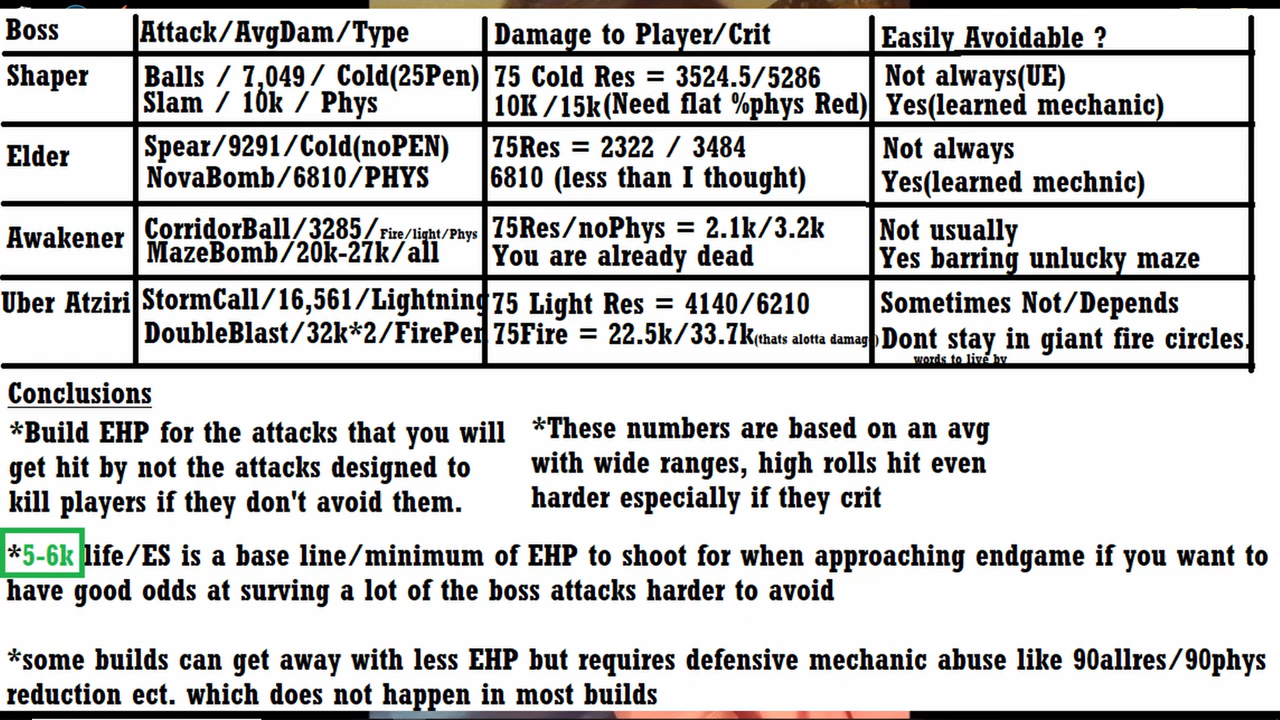 Boss Attack/AvgDam/Type Damage to Player/Crit Easily Avoidable ?
Shaper Balls / 7,049 / Cold(25Pen) 75 Cold Res = 3524.5/5286 Not always(UE)
Slam / 10k / Phys 10K/15k(Need flat %phys Red) Yes(learned mechanic)
Elder Spear/9291/Cold(noPEN) 75Res = 2322 / 3484 Not always
NovaBomb/6810/PHYS 6810 (less than I thought) Yes(learned mechnic)
Awakener CorridorBall/3285/Fire/light/Phys 75Res/noPhys = 2.1k/3.2k Not usually
MazeBomb/20k-27k/all You are already dead Yes barring unlucky maze
Uber Atziri StormCall/16,561/Lightning 75 Light Res = 4140/6210 Sometimes Not/Depends
DoubleBlast/32k*2/FirePen 75Fire = 22.5k/33.7k(thats alotta damage) Dont stay in giant fire circles.
words to live by
Conclusions
*Build EHP for the attacks that you will
get hit by not the attacks designed to
kill players if they don't avoid them.
*These numbers are based on an avg
with wide ranges, high rolls hit even
harder especially if they crit
*5-6k life/ES is a base line/minimum of EHP to shoot for when approaching endgame if you want to
have good odds at surving a lot of the boss attacks harder to avoid
*some builds can get away with less EHP but requires defensive mechanic abuse like 90allres/90phys
reduction ect. which does not happen in most builds